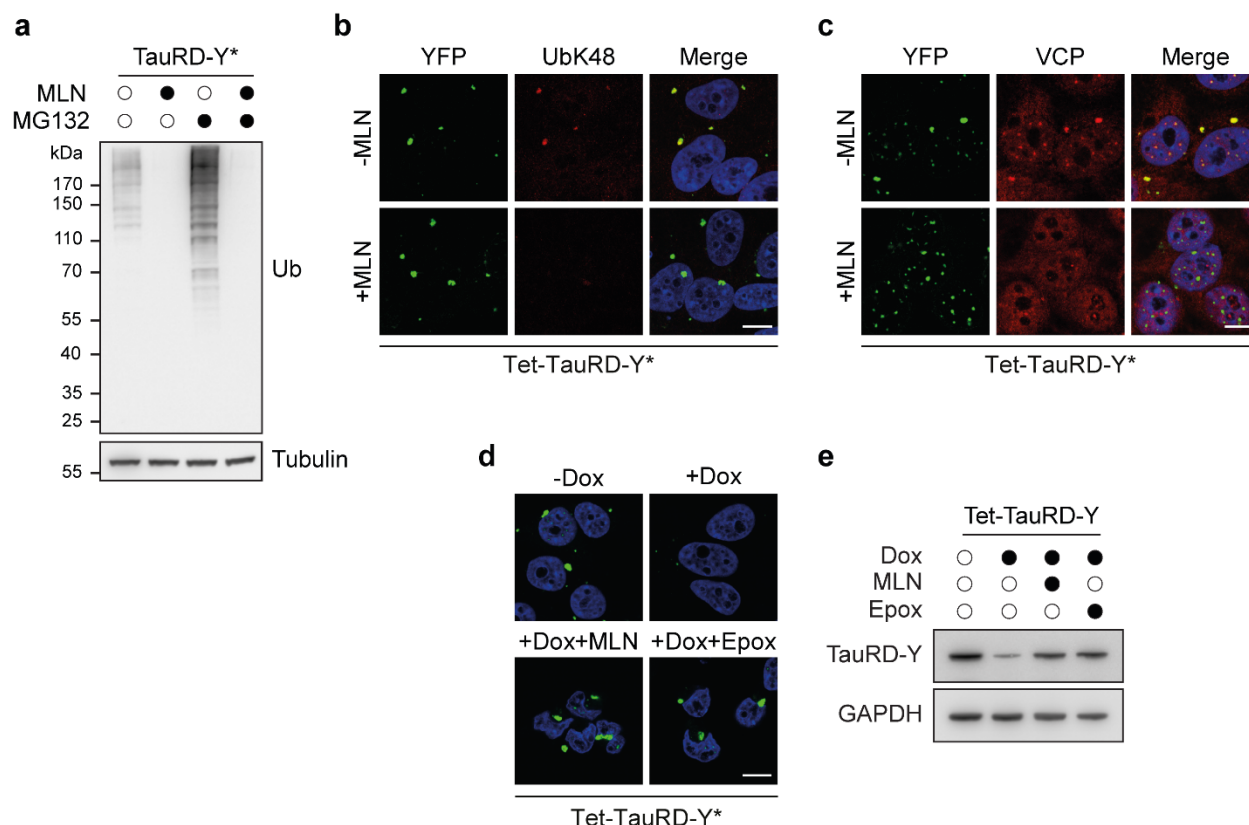 a
TauRD-Y*
MLN
MG132
kDa
170
150
110
70
55
40
35
25
Ub
55
Tubulin
b
YFP UbK48 Merge
-MLN
+MLN
Tet-TauRD-Y*
c
YFP VCP Merge
-MLN
+MLN
Tet-TauRD-Y*
d
-Dox +Dox
+Dox+MLN +Dox+Epox
Tet-TauRD-Y*
e
Tet-TauRD-Y
Dox
MLN
Epox
TauRD-Y
GAPDH